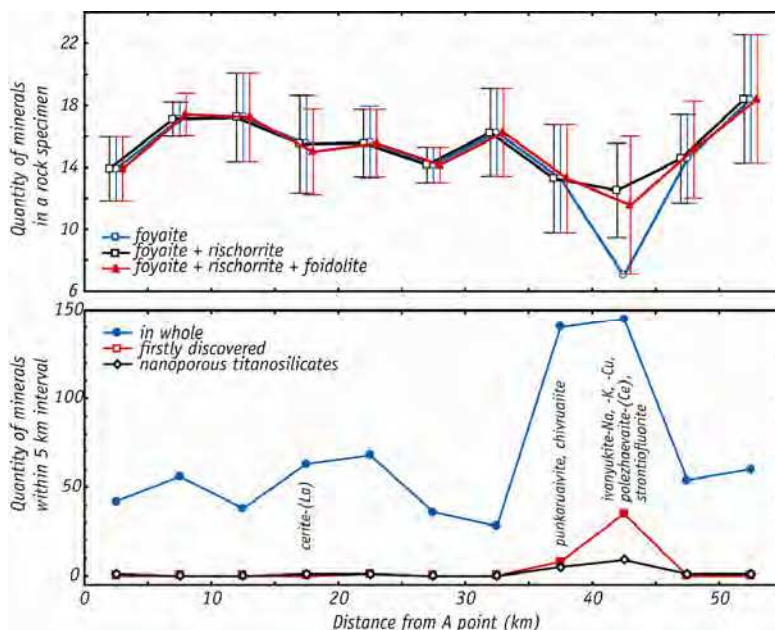 22
18
14
10
6
Quantity of minerals
in a rock specimen
foyaite
foyaite + rischorrite
foyaite + rischorrite + foidolite
150
100
50
0
Quantity of minerals
within 5 km interval
in whole
firstly discovered
nanoporous titanosilicates
cerite-(La)
punkaruaivite, chivruaiite
ivanyukite-Na, -K, -Cu,
polezhaevaite-(Ce),
strontiofluorite
0 10 20 30 40 50
Distance from A point (km)